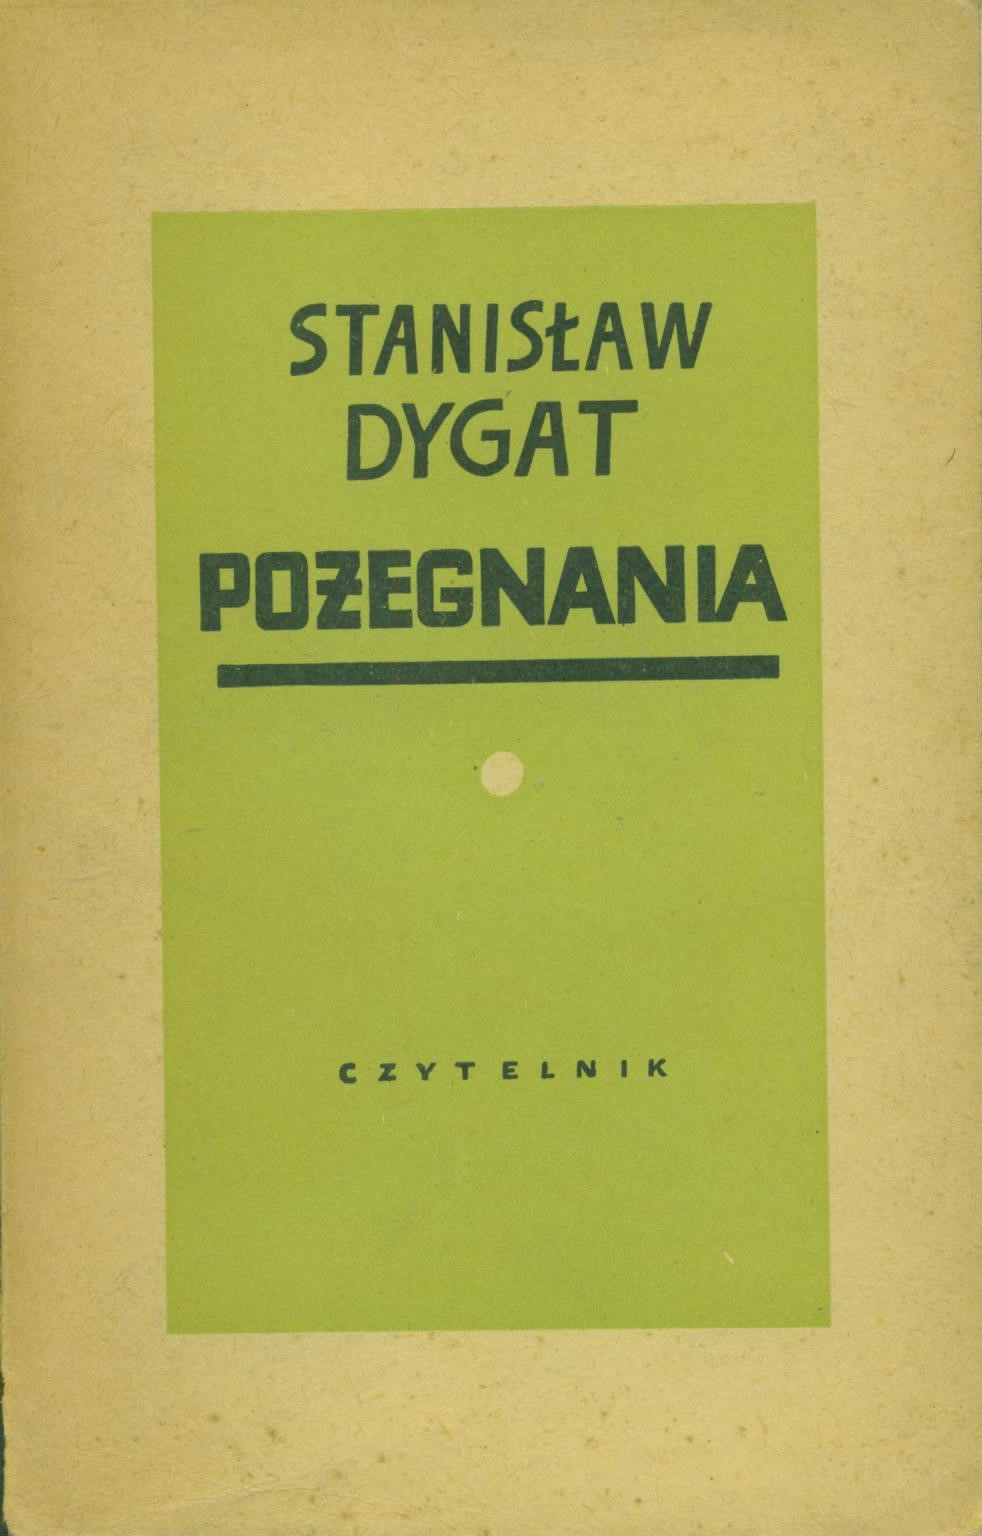 STANISŁAW
DYGAT
POŻEGNANIA
CZYTELNIK